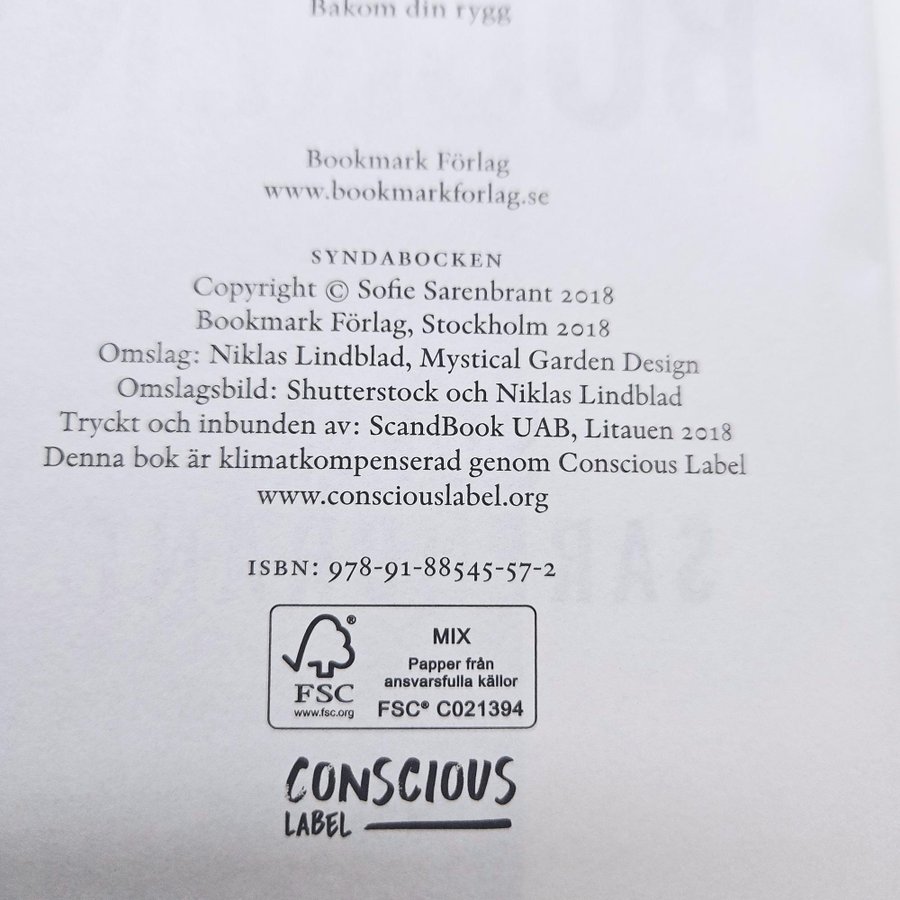 Bakom din rygg
Bookmark Förlag
www.bookmarkforlag.se
SYNDABOCKEN
Copyright © Sofie Sarenbrant 2018
Bookmark Förlag, Stockholm 2018
Omslag: Niklas Lindblad, Mystical Garden Design
Omslagsbild: Shutterstock och Niklas Lindblad
Tryckt och inbunden av: ScandBook UAB, Litauen 2018
Denna bok är klimatkompenserad genom Conscious Label
www.consciouslabel.org
ISBN: 978-91-88545-57-2
FSC®
www.fsc.org
MIX
Papper från
ansvarsfulla källor
FSC® C021394
CONSCIOUS
LABEL